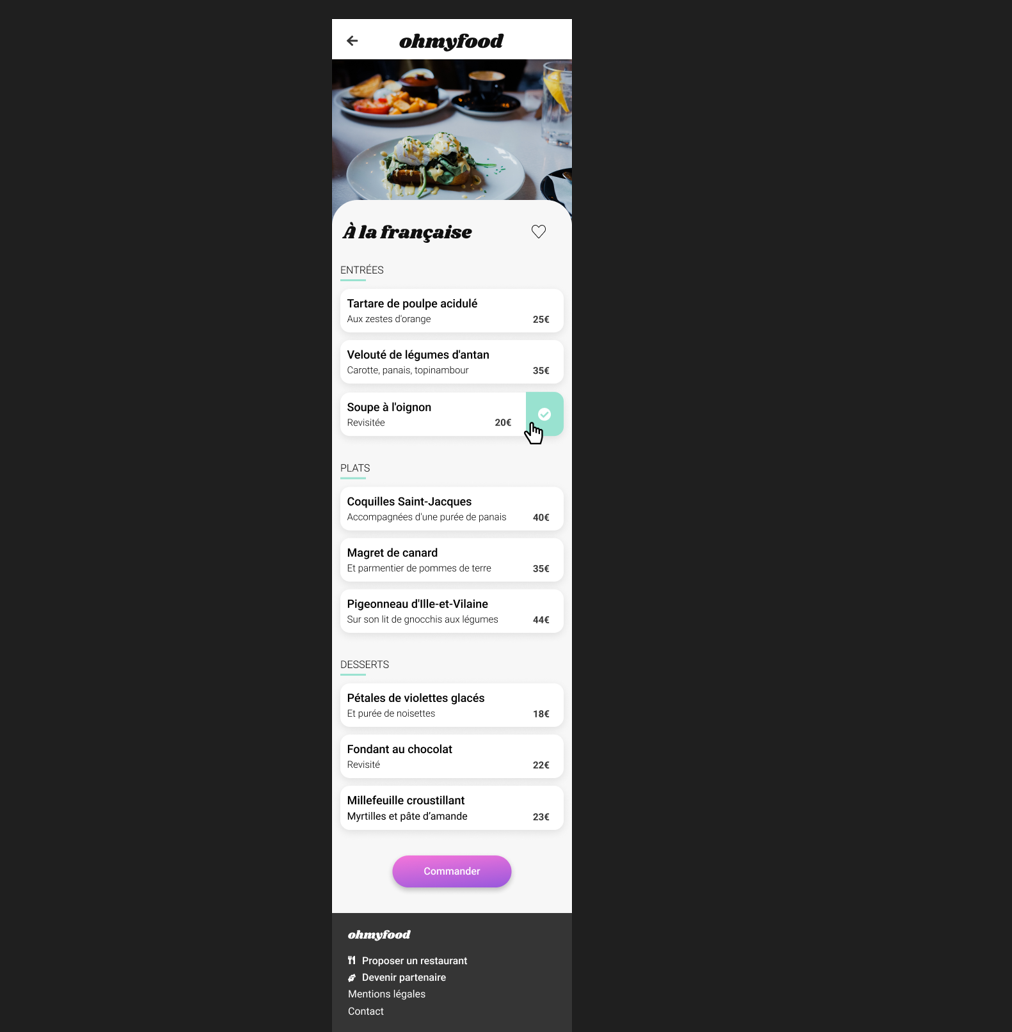 ohmyfood
À la française
ENTRÉES
Tartare de poulpe acidulé
Aux zestes d'orange 25€
Velouté de légumes d'antan
Carotte, panais, topinambour 35€
Soupe à l'oignon
Revisitée 20€
PLATS
Coquilles Saint-Jacques
Accompagnées d'une purée de panais 40€
Magret de canard
Et parmentier de pommes de terre 35€
Pigeonneau d'Ille-et-Vilaine
Sur son lit de gnocchis aux légumes 44€
DESSERTS
Pétales de violettes glacés
Et purée de noisettes 18€
Fondant au chocolat
Revisité 22€
Millefeuille croustillant
Myrtilles et pâte d’amande 23€
Commander
ohmyfood
Proposer un restaurant
Devenir partenaire
Mentions légales
Contact